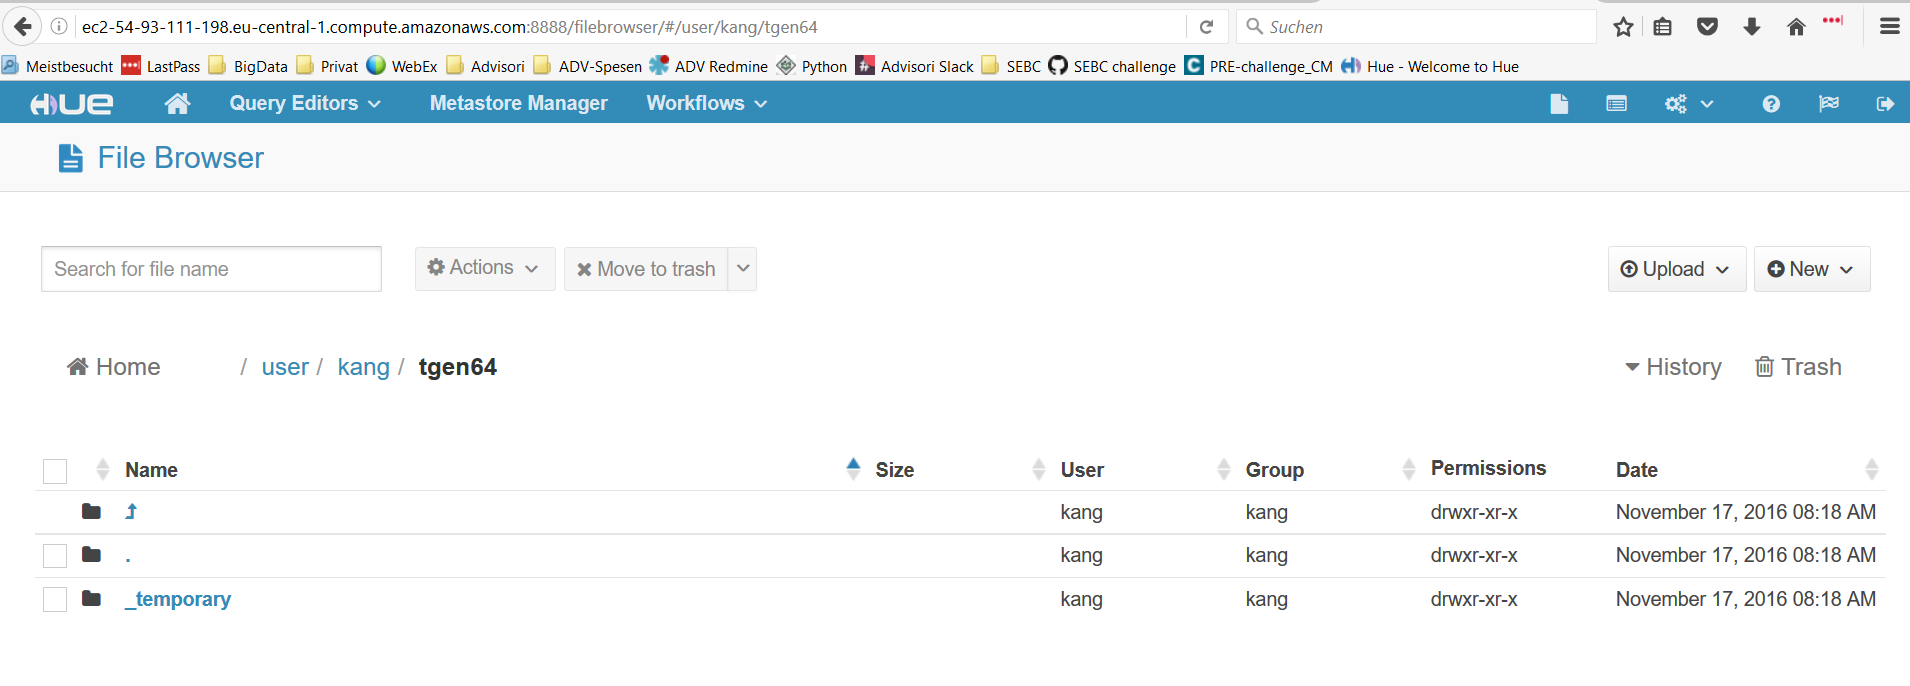 ec2-54-93-111-198.eu-central-1.compute.amazonaws.com:8888/filebrowser/#/user/kang/tgen64 Suchen
Meistbesucht LastPass BigData Privat WebEx Advisori ADV-Spesen ADV Redmine Python Advisori Slack SEBC SEBC challenge PRE-challenge_CM Hue - Welcome to Hue
HUE Query Editors Metastore Manager Workflows
File Browser
Search for file name Actions Move to trash Upload New
Home / user / kang / tgen64 History Trash
Name Size User Group Permissions Date
kang kang drwxr-xr-x November 17, 2016 08:18 AM
. kang kang drwxr-xr-x November 17, 2016 08:18 AM
_temporary kang kang drwxr-xr-x November 17, 2016 08:18 AM